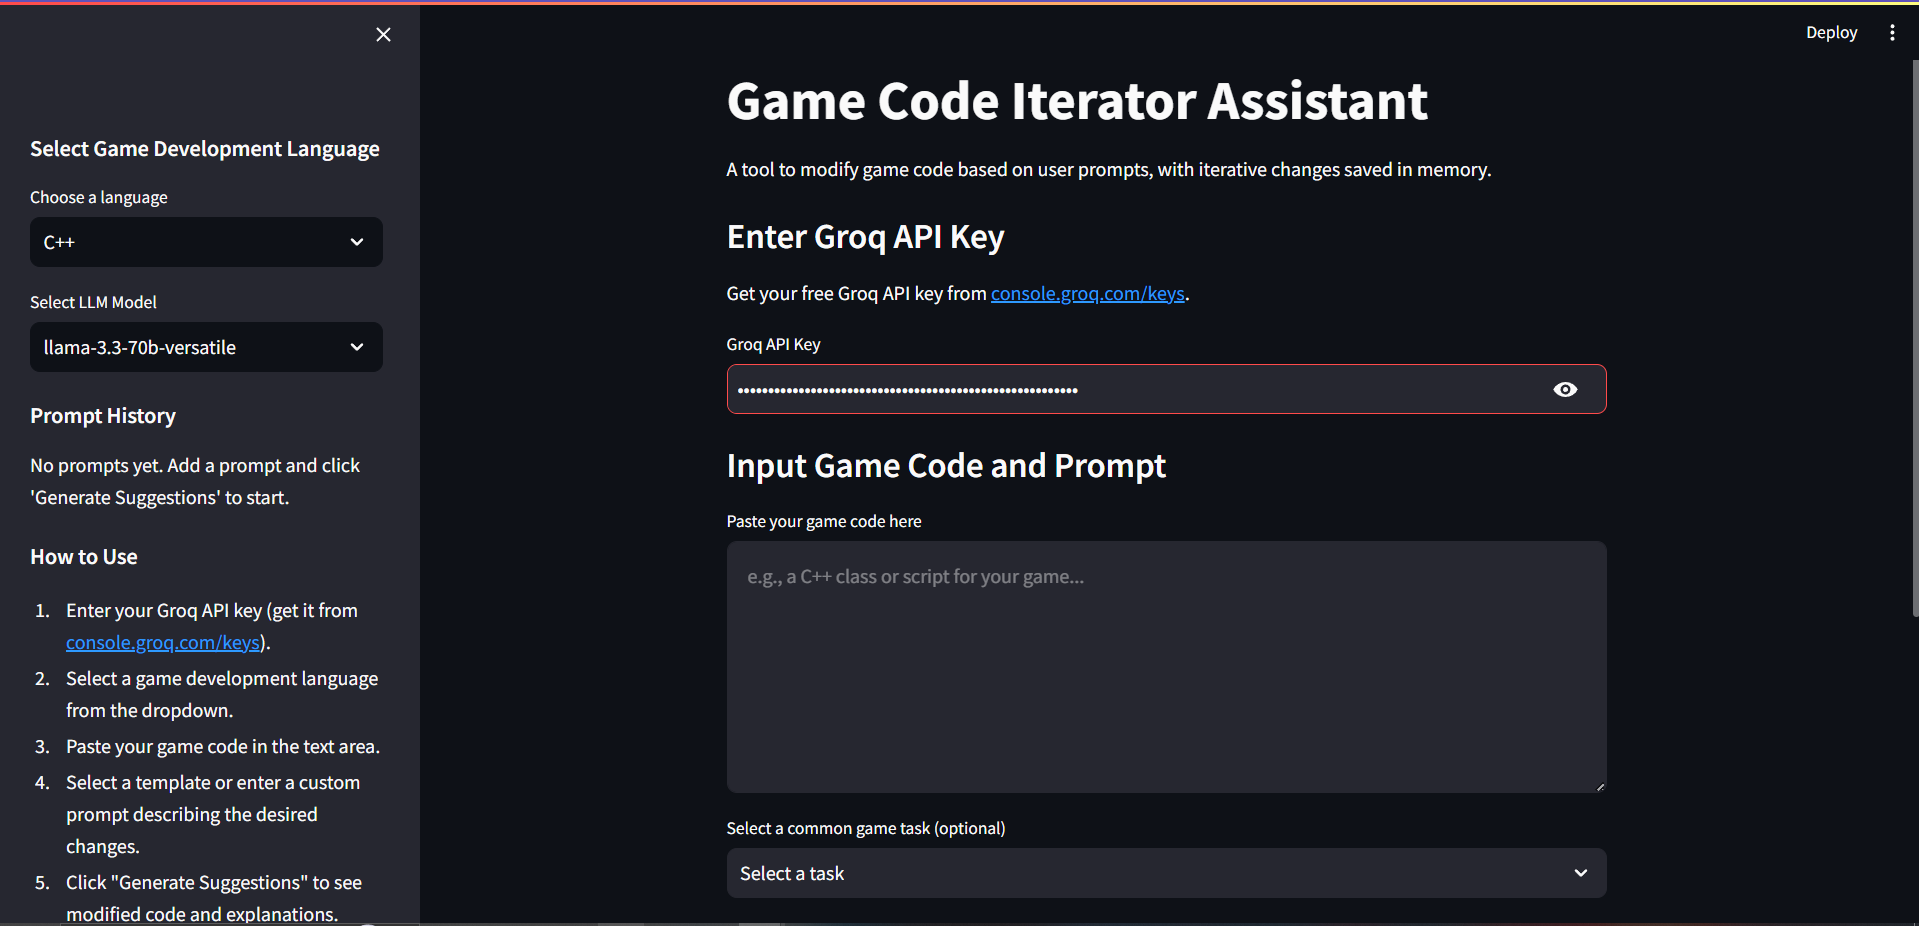 Deploy
Select Game Development Language
Choose a language
C++
Select LLM Model
llama-3.3-70b-versatile
Prompt History
No prompts yet. Add a prompt and click
'Generate Suggestions' to start.
How to Use
1. Enter your Groq API key (get it from
console.groq.com/keys).
2. Select a game development language
from the dropdown.
3. Paste your game code in the text area.
4. Select a template or enter a custom
prompt describing the desired
changes.
5. Click "Generate Suggestions" to see
modified code and explanations.
Game Code Iterator Assistant
A tool to modify game code based on user prompts, with iterative changes saved in memory.
Enter Groq API Key
Get your free Groq API key from console.groq.com/keys.
Groq API Key
Input Game Code and Prompt
Paste your game code here
e.g., a C++ class or script for your game...
Select a common game task (optional)
Select a task